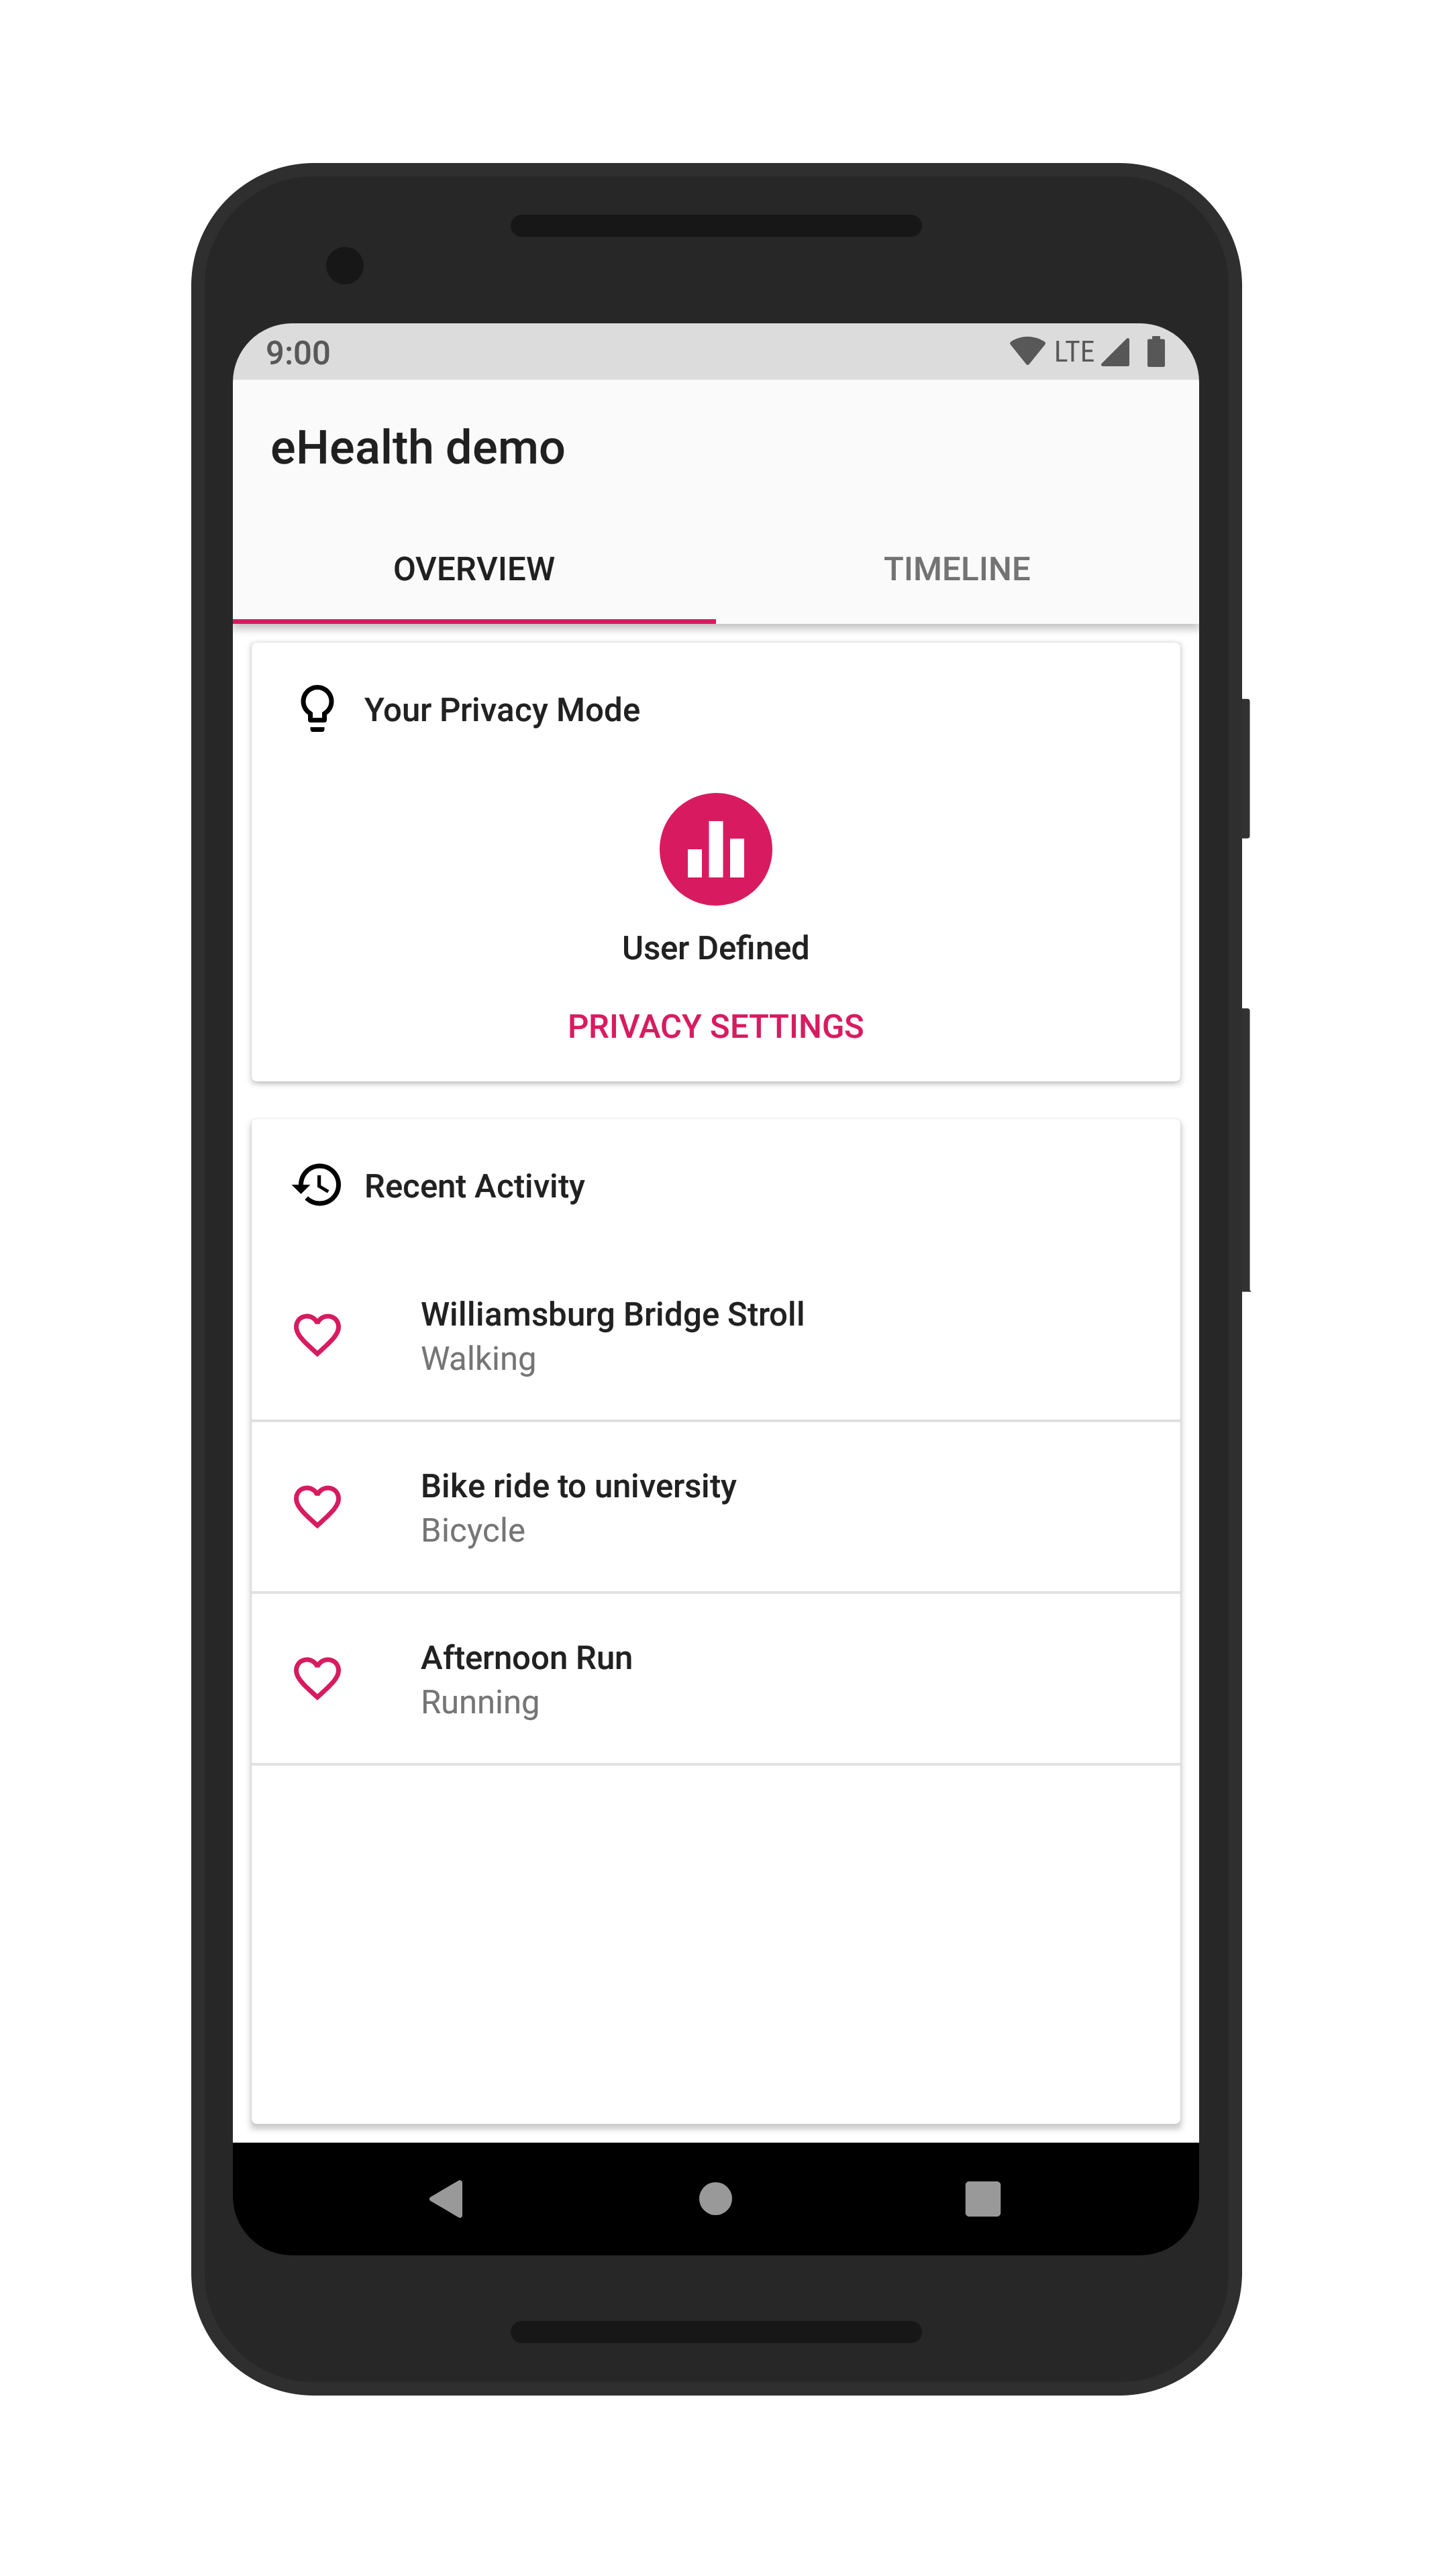 9:00 LTE
eHealth demo
OVERVIEW TIMELINE
Your Privacy Mode
User Defined
PRIVACY SETTINGS
Recent Activity
Williamsburg Bridge Stroll
Walking
Bike ride to university
Bicycle
Afternoon Run
Running